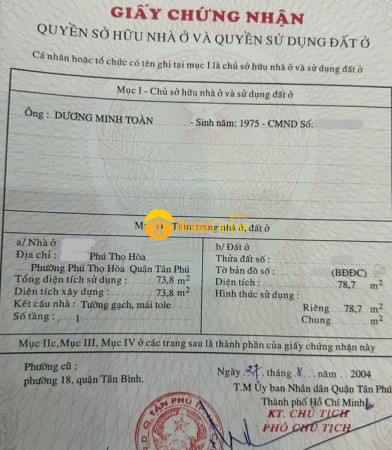 GIẤY CHỨNG NHẬN
QUYỀN SỞ HỮU NHÀ Ở VÀ QUYỀN SỬ DỤNG ĐẤT Ở
Cá nhân hoặc tổ chức có tên ghi tại mục I là chủ sở hữu nhà ở và sử dụng đất ở
Mục I - Chủ sở hữu nhà ở và sử dụng đất ở
Ông : DƯƠNG MINH TOÀN - Sinh năm: 1975 - CMND Số:
Thực trạng nhà ở, đất ở
a/ Nhà ở
Địa chỉ : Phú Thọ Hòa
Phường Phú Thọ Hòa Quận Tân Phú
Tổng diện tích sử dụng : 73,8 m2
Diện tích xây dựng : 73,8 m2
Kết cấu nhà : Tường gạch, mái tole
Số tầng : 1
b/ Đất ở
Thửa đất số :
Tờ bản đồ số : (BĐĐC)
Diện tích : 78,7 m2
Hình thức sử dụng :
Riêng 78,7 m2
Chung m2
Mục IIc, Mục III, Mục IV ở các trang sau là thành phần của giấy chứng nhận này
Phường cũ :
phường 18, quận Tân Bình.
Ngày 27 tháng 8 năm 2004
T.M Ủy ban Nhân dân Quận Tân Phú
Thành phố Hồ Chí Minh
KT. CHỦ TỊCH
PHÓ CHỦ TỊCH
Q. TÂN PHÚ